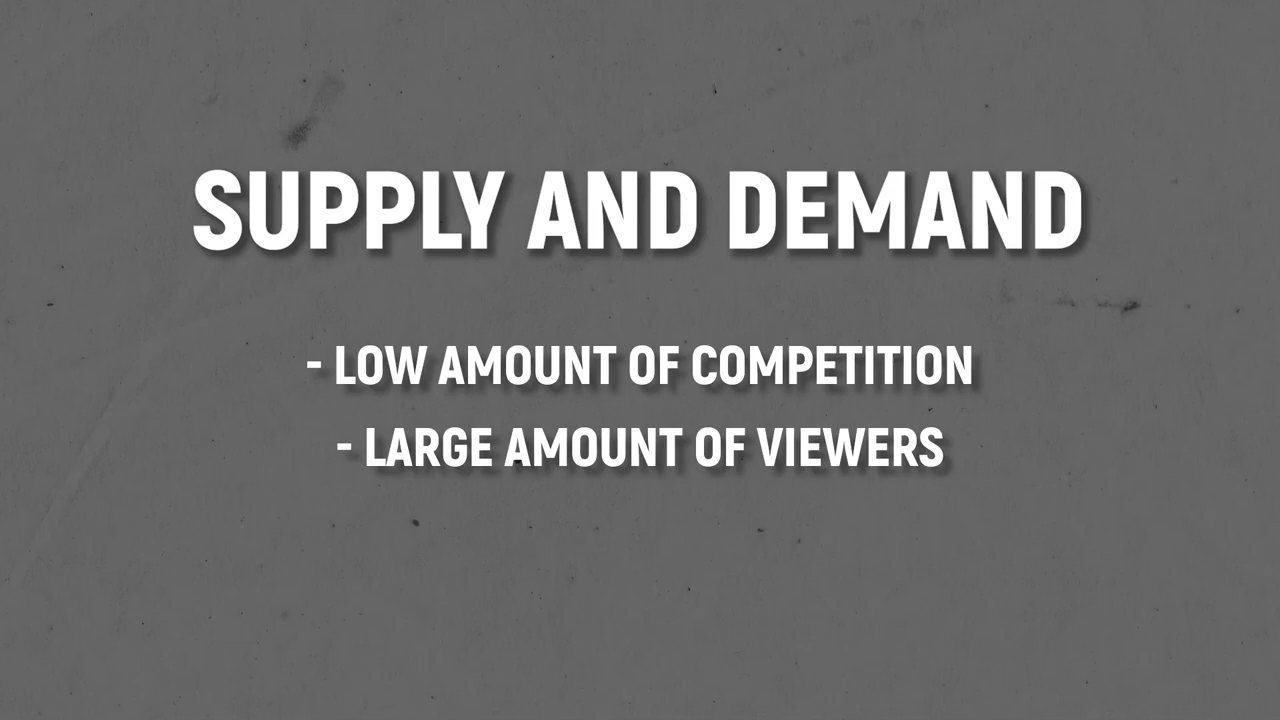 SUPPLY AND DEMAND
- LOW AMOUNT OF COMPETITION
- LARGE AMOUNT OF VIEWERS